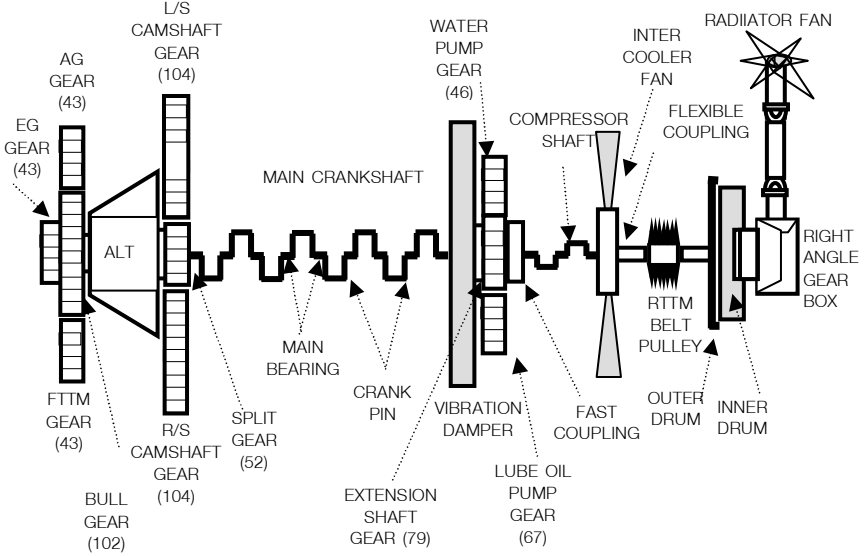 L/S
CAMSHAFT
GEAR
(104)
AG
GEAR
(43)
EG
GEAR
(43)
ALT
MAIN CRANKSHAFT
WATER
PUMP
GEAR
(46)
COMPRESSOR
SHAFT
INTER
COOLER
FAN
FLEXIBLE
COUPLING
RADIIATOR FAN
RIGHT
ANGLE
GEAR
BOX
RTTM
BELT
PULLEY
OUTER
DRUM
INNER
DRUM
FAST
COUPLING
LUBE OIL
PUMP
GEAR
(67)
VIBRATION
DAMPER
EXTENSION
SHAFT
GEAR (79)
CRANK
PIN
MAIN
BEARING
SPLIT
GEAR
(52)
R/S
CAMSHAFT
GEAR
(104)
FTTM
GEAR
(43)
BULL
GEAR
(102)